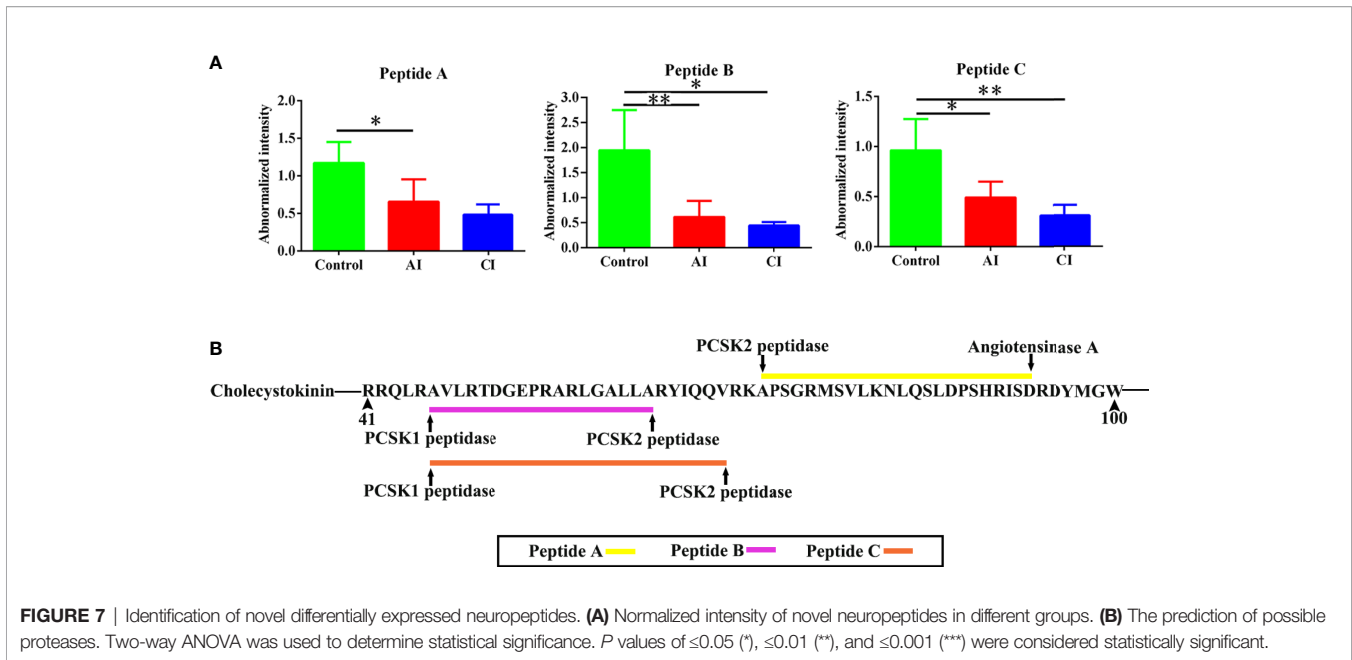 A
Peptide A
Abnormalized intensity
2.0
1.5
1.0
0.5
0.0
*
Control AI CI
Peptide B
Abnormalized intensity
3.0
2.5
2.0
1.5
1.0
0.5
0.0
*
**
Control AI CI
Peptide C
Abnormalized intensity
1.5
1.0
0.5
0.0
**
*
Control AI CI
B
PCSK2 peptidase Angiotensinase A
Cholecystokinin RRQLRAVLRTDGEPRARLGALLARYIQQVRKAPSGRMSVLKNLQSLDPSHRISDRDYMGW
41 100
PCSK1 peptidase PCSK2 peptidase
PCSK1 peptidase PCSK2 peptidase
Peptide A Peptide B Peptide C
FIGURE 7 | Identification of novel differentially expressed neuropeptides. (A) Normalized intensity of novel neuropeptides in different groups. (B) The prediction of possible
proteases. Two-way ANOVA was used to determine statistical significance. P values of ≤0.05 (*), ≤0.01 (**), and ≤0.001 (***) were considered statistically significant.